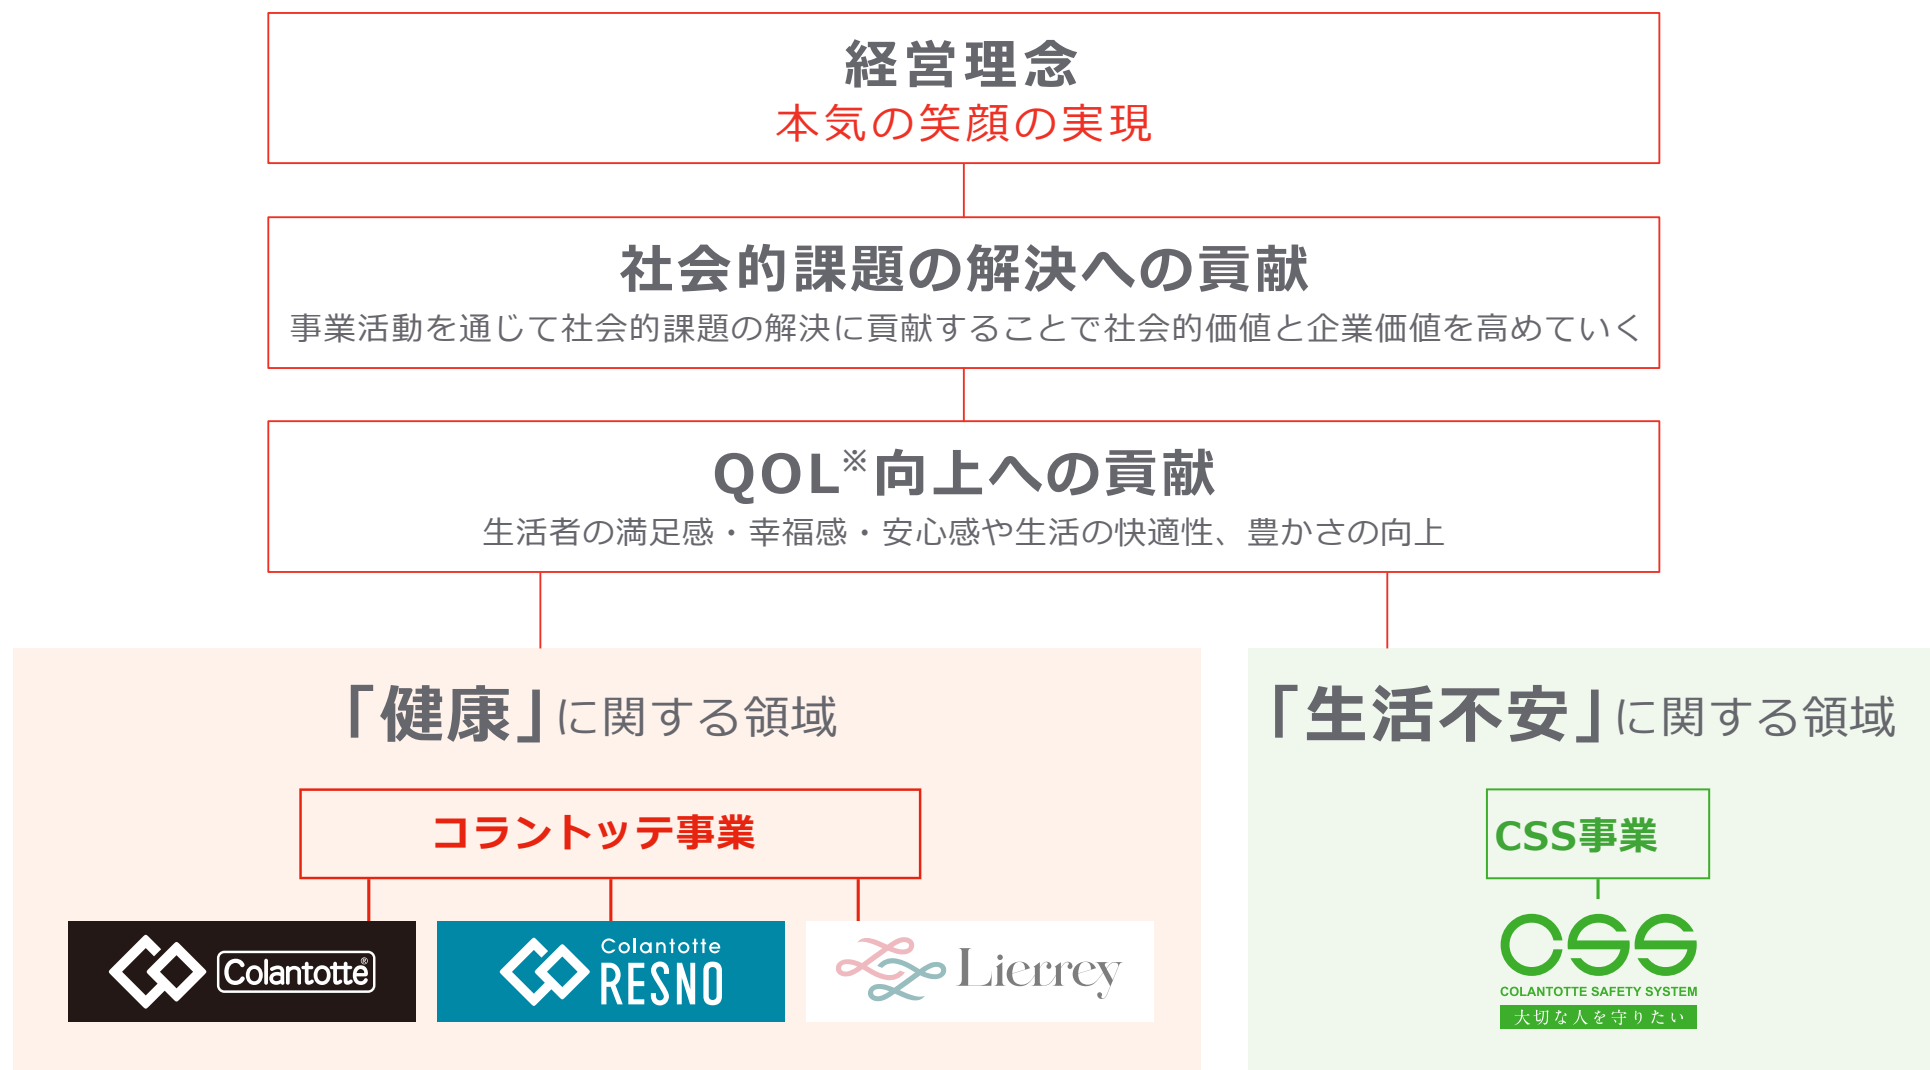 経営理念
本気の笑顔の実現
社会的課題の解決への貢献
事業活動を通じて社会的課題の解決に貢献することで社会的価値と企業価値を高めていく
QOL※向上への貢献
生活者の満足感・幸福感・安心感や生活の快適性、豊かさの向上
「健康」に関する領域
コラントッテ事業
Colantotte®
Colantotte
RESNO
Lierrey
「生活不安」に関する領域
CSS事業
CSS
COLANTOTTE SAFETY SYSTEM
大切な人を守りたい